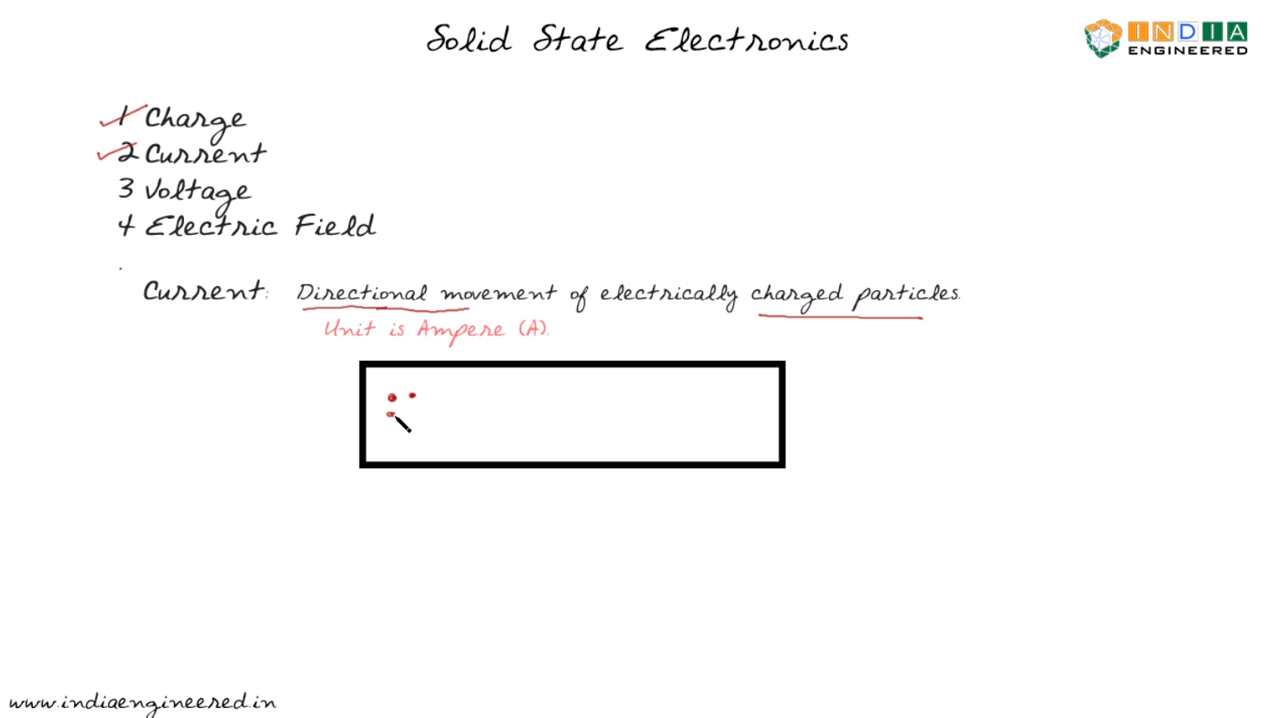 Solid State Electronics
INDIA
ENGINEERED
1 Charge
2 Current
3 Voltage
4 Electric Field
Current: Directional movement of electrically charged particles.
Unit is Ampere (A).
www.indiaengineered.in